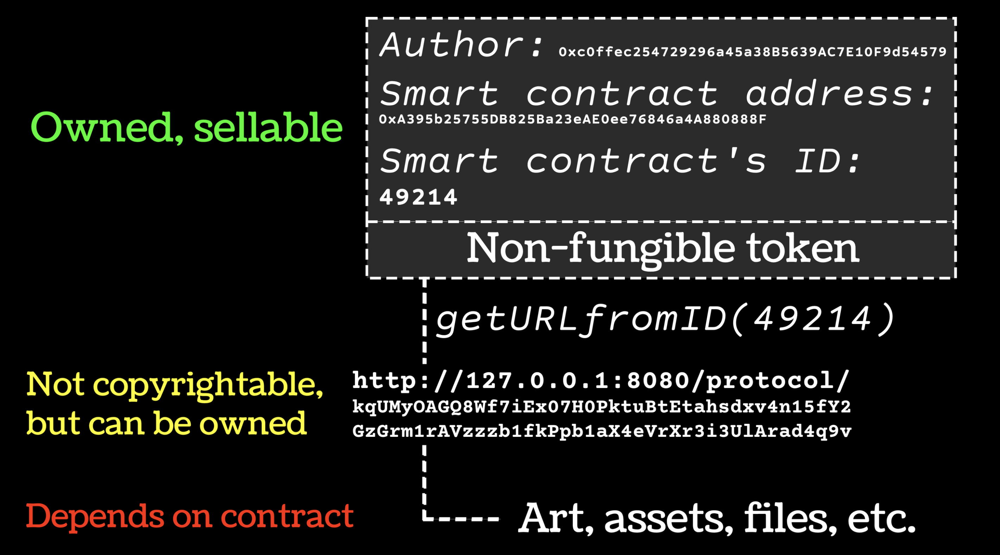 Author: 0xc0ffec254729296a45a38B5639AC7E10F9d54579
Smart contract address:
0xA395b25755DB825Ba23eAE0ee76846a4A880888F
Owned, sellable
Smart contract's ID:
49214
Non-fungible token
getURLfromID(49214)
Not copyrightable,
but can be owned
http://127.0.0.1:8080/protocol/
kqUMyOAGQ8Wf7iEx07H0PktuBtEtahsdxv4n15fY2
GzGrm1rAVzzzb1fkPpb1aX4eVrXr3i3UlArad4q9v
Depends on contract
Art, assets, files, etc.